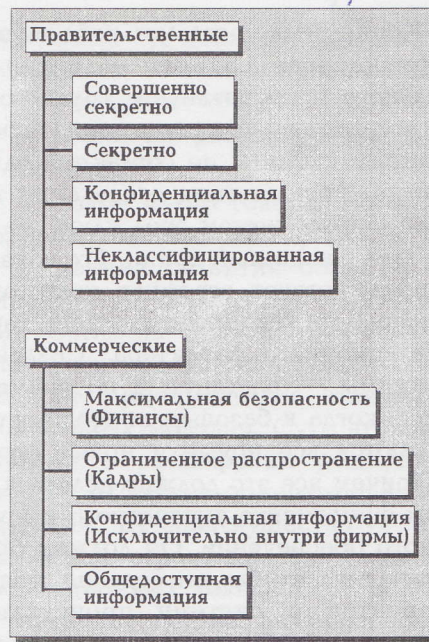 Правительственные
Совершенно
секретно
Секретно
Конфиденциальная
информация
Неклассифицированная
информация
Коммерческие
Максимальная безопасность
(Финансы)
Ограниченное распространение
(Кадры)
Конфиденциальная информация
(Исключительно внутри фирмы)
Общедоступная
информация